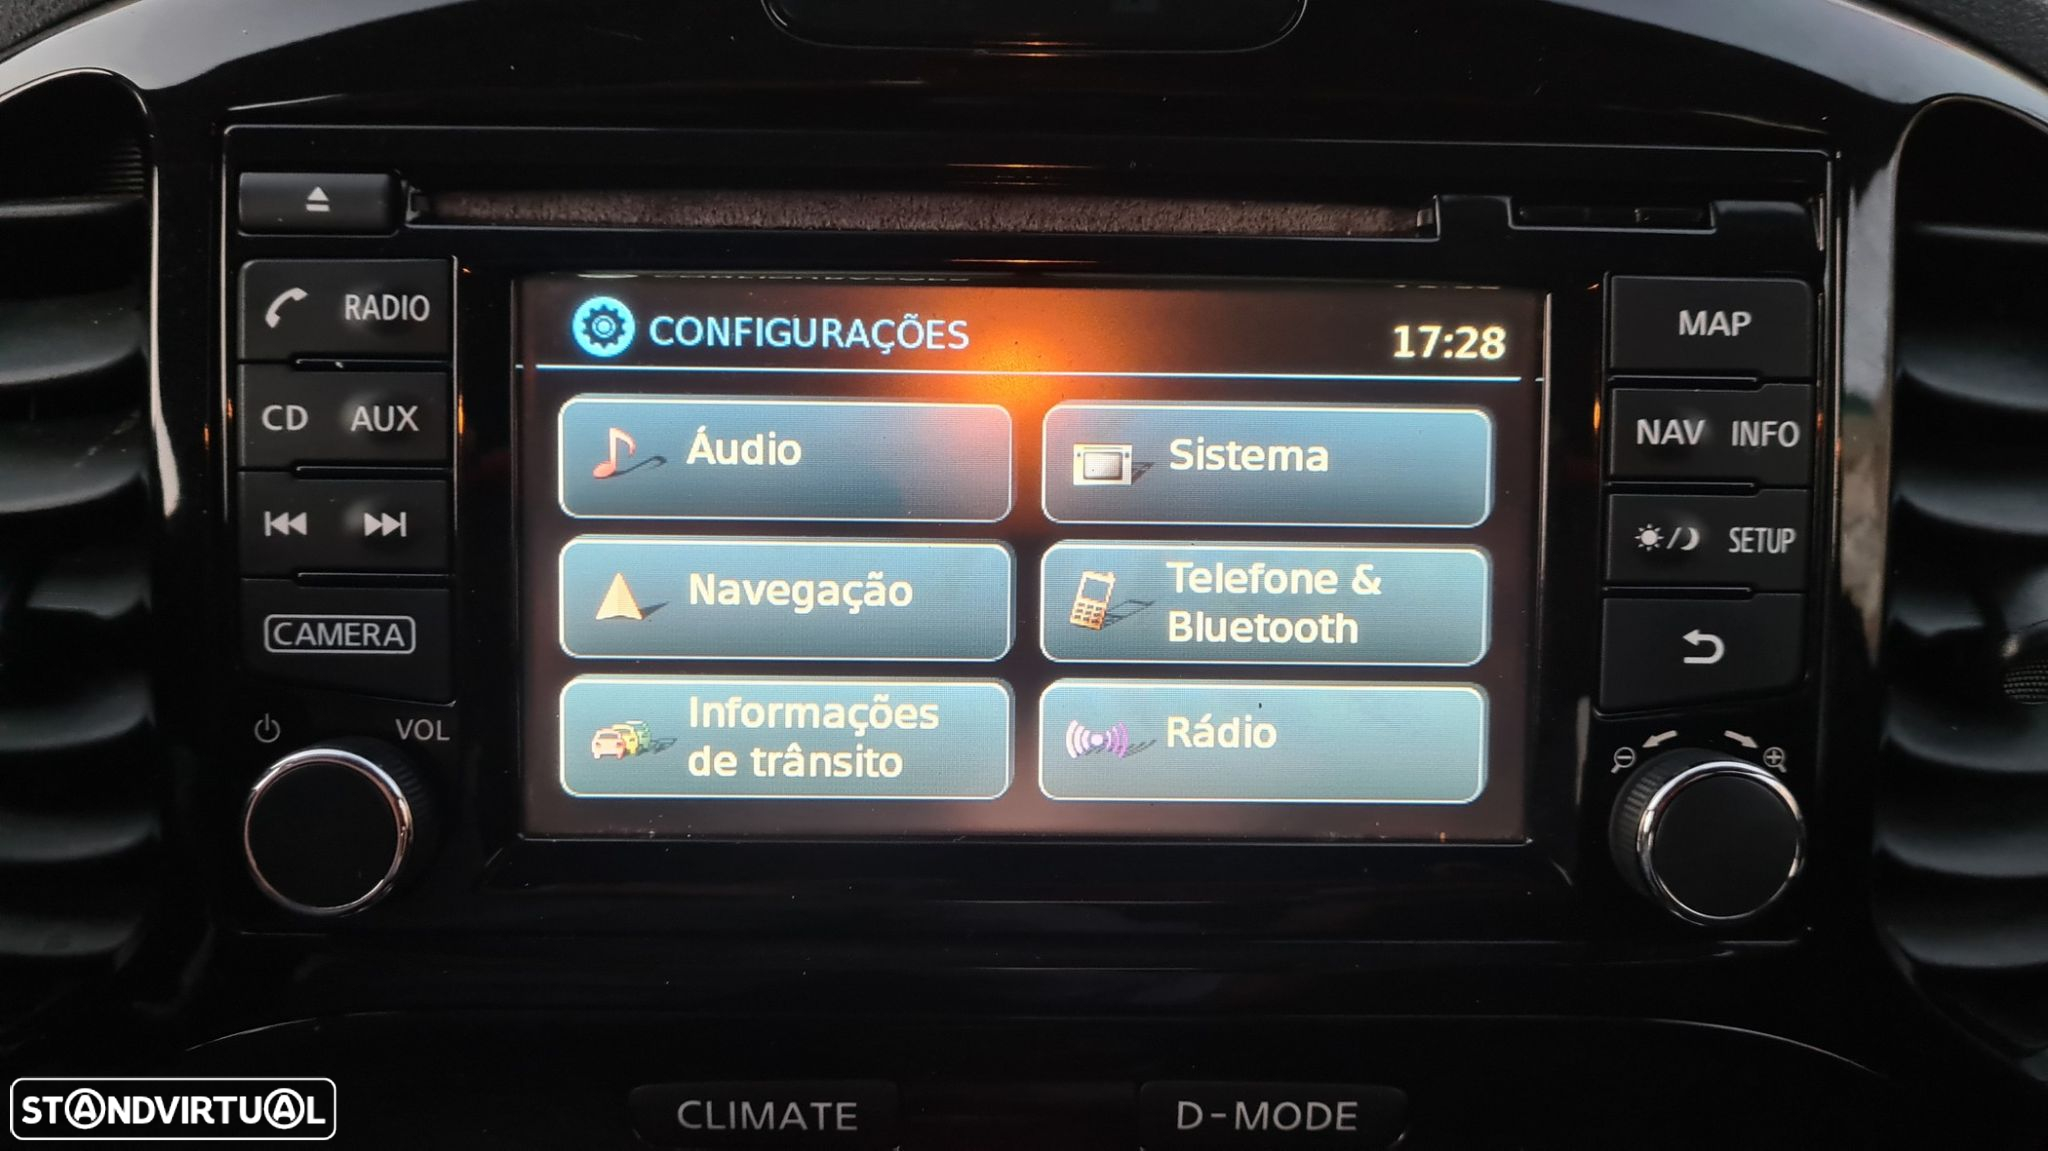 RADIO
CD AUX
CAMERA
VOL
CONFIGURAÇÕES
17:28
Áudio
Sistema
Navegação
Telefone &
Bluetooth
Informações
de trânsito
Rádio
MAP
NAV INFO
SETUP
CLIMATE
D-MODE
STANDVIRTUAL